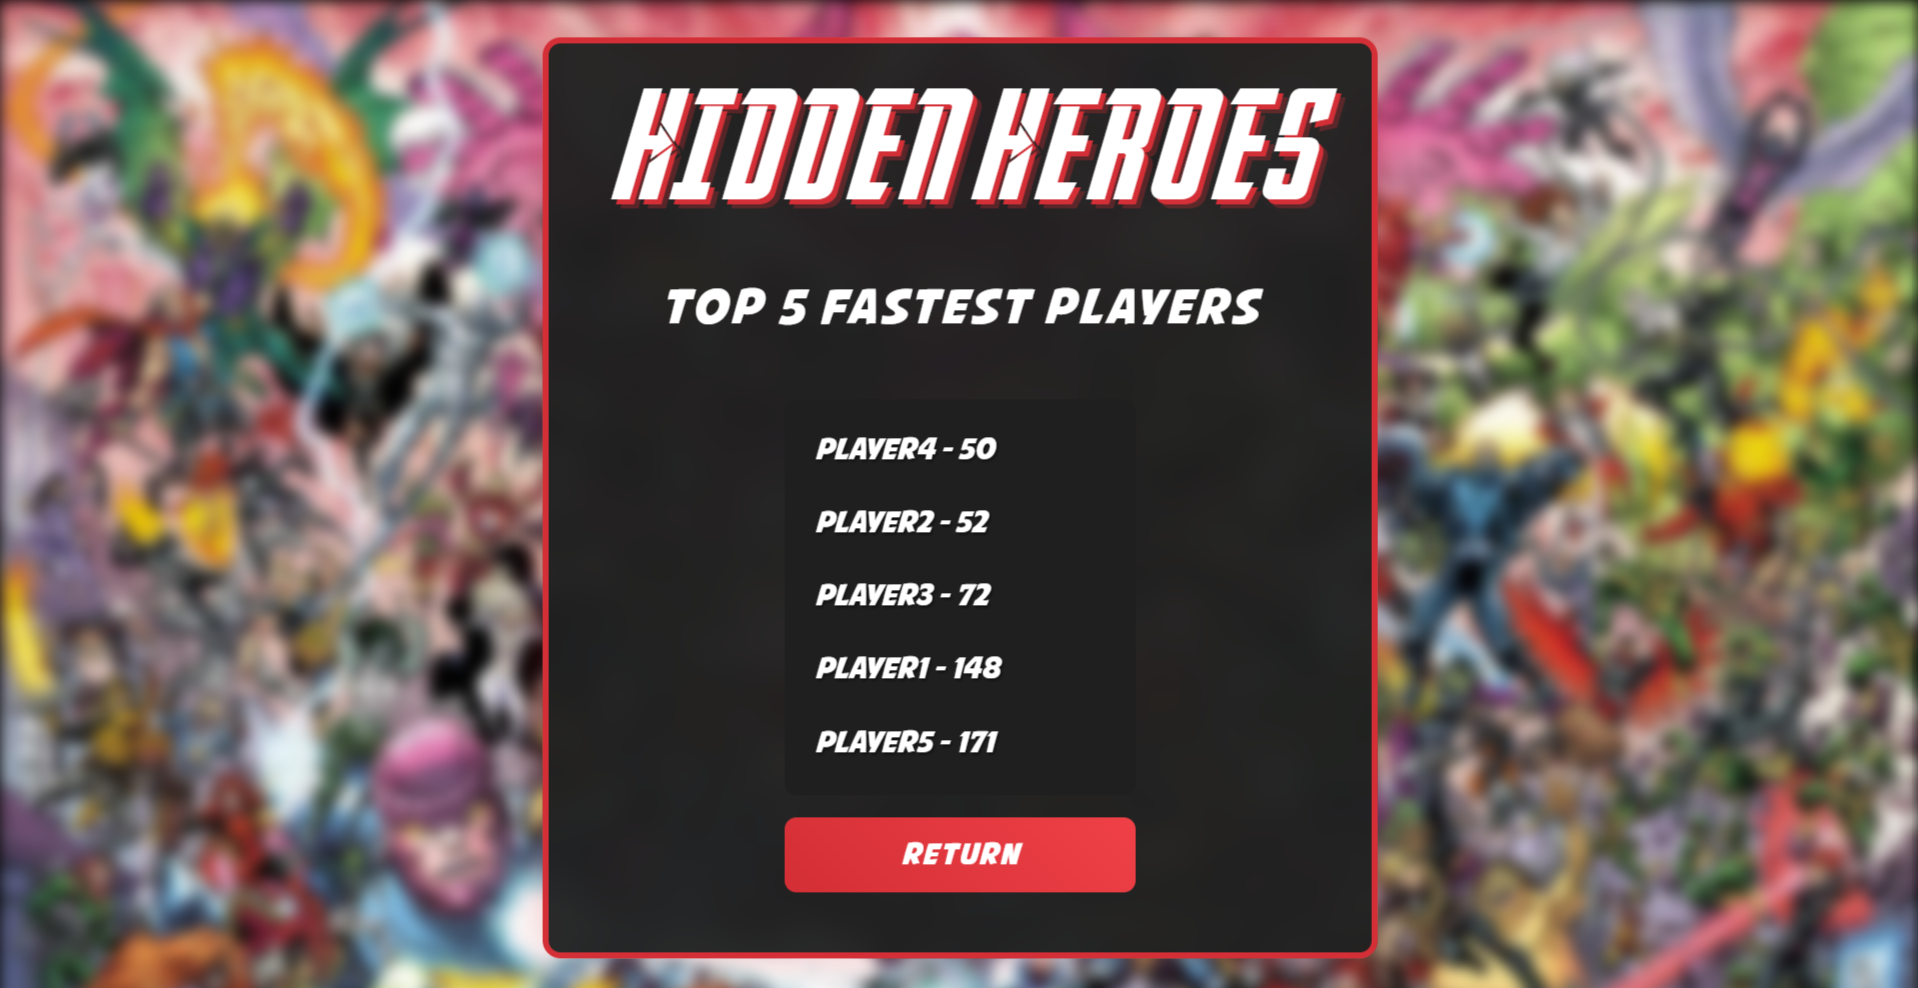 HIDDEN HEROES
TOP 5 FASTEST PLAYERS
PLAYER4 - 50
PLAYER2 - 52
PLAYER3 - 72
PLAYER1 - 148
PLAYER5 - 171
RETURN